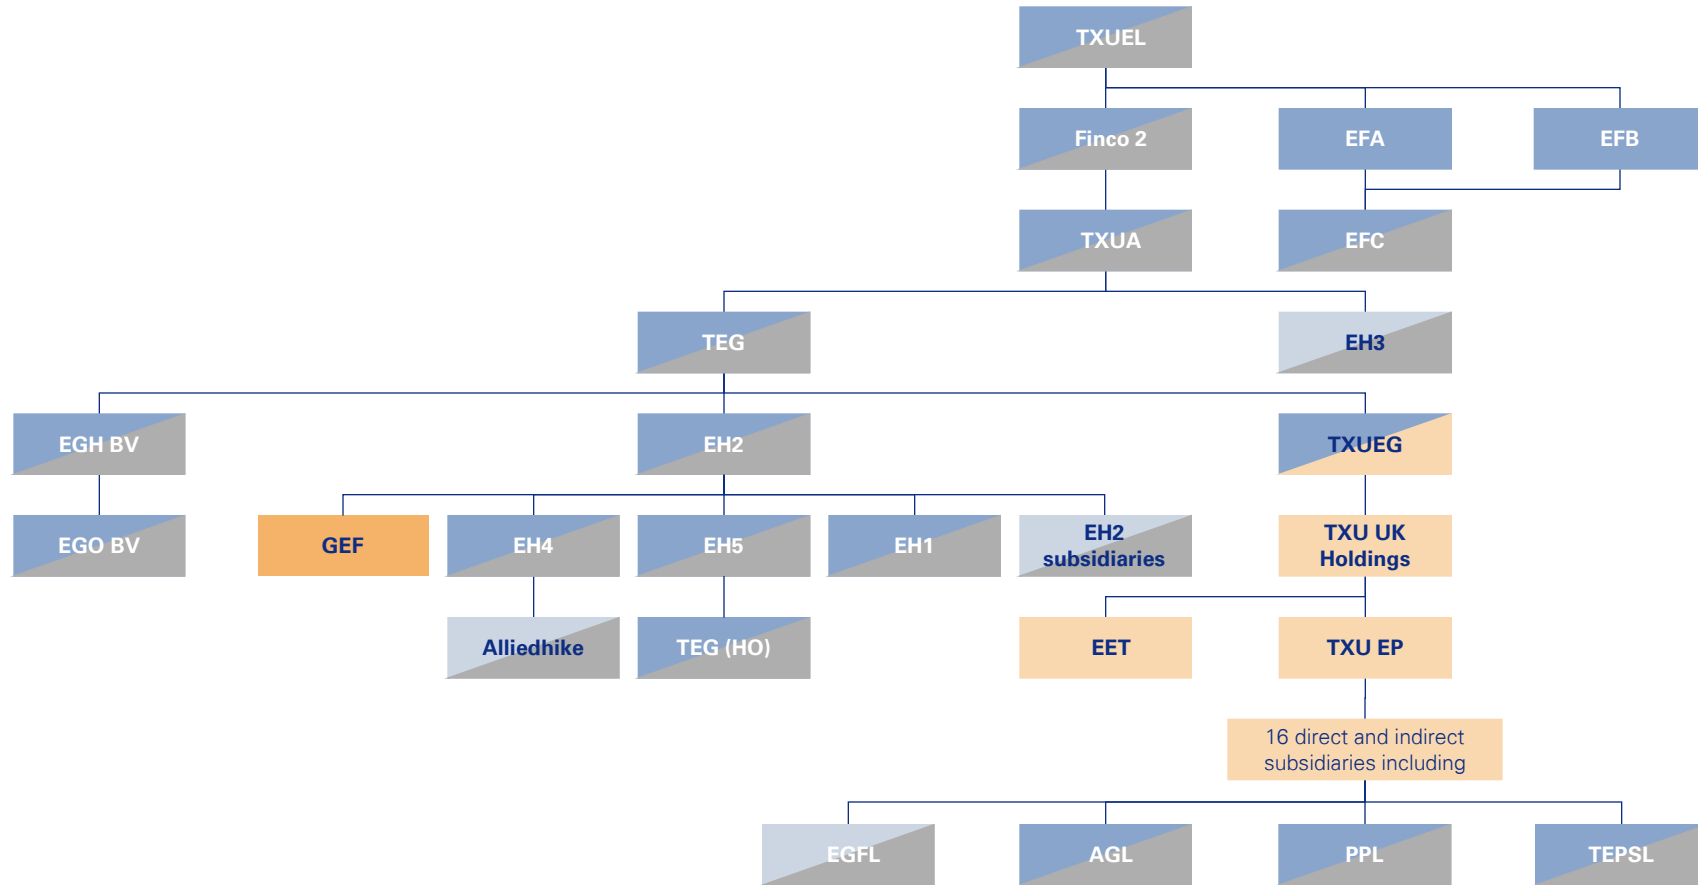 TXUEL
Finco 2
EFA
EFB
TXUA
EFC
TEG
EH3
EGH BV
EH2
TXUEG
EGO BV
GEF
EH4
EH5
EH1
EH2
subsidiaries
TXU UK
Holdings
Alliedhike
TEG (HO)
EET
TXU EP
16 direct and indirect
subsidiaries including
EGFL
AGL
PPL
TEPSL